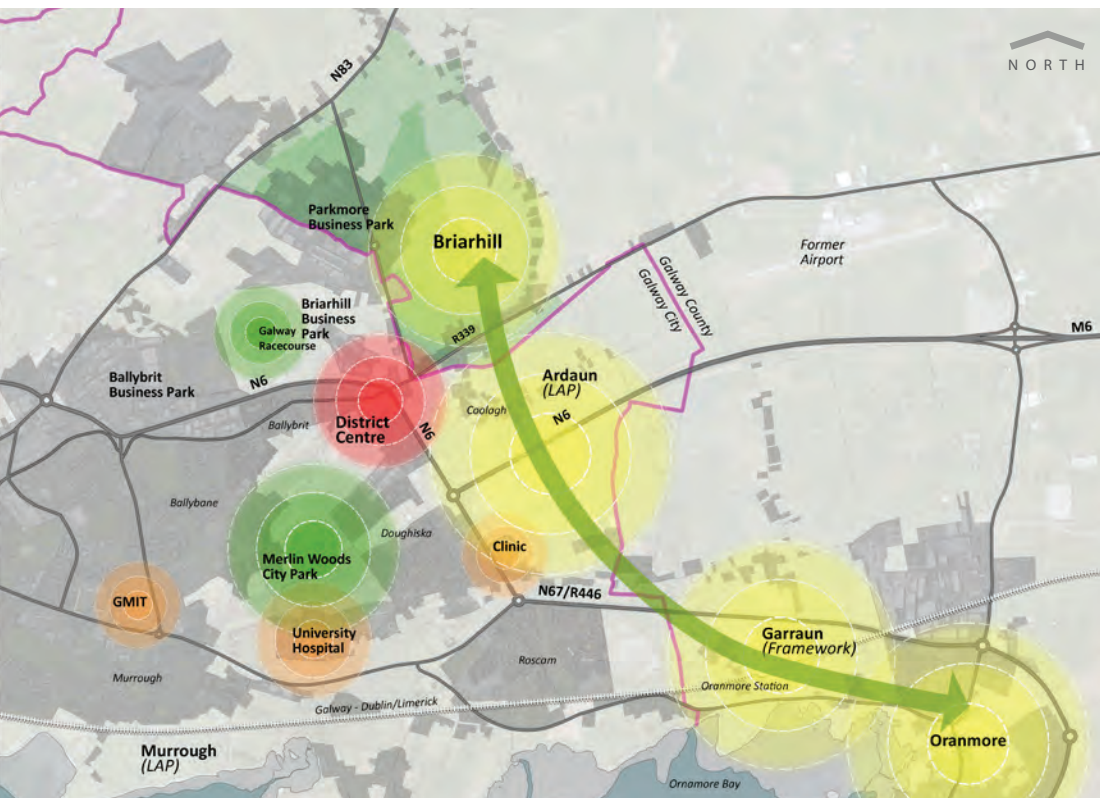 NORTH
N83
Parkmore
Business Park
Briarhill
Former
Airport
Galway County
Galway City
Briarhill
Business
Park
Galway
Racecourse
R339
M6
Ballybrit
Business Park
N6
Ardaun
(LAP)
Coolagh
N6
District
Centre
N6
Ballybrit
Ballybane
Doughiska
Clinic
Merlin Woods
City Park
N67/R446
GMIT
University
Hospital
Garraun
(Framework)
Roscam
Murrough
Oranmore Station
Galway - Dublin/Limerick
Oranmore
Murrough
(LAP)
Ornamore Bay